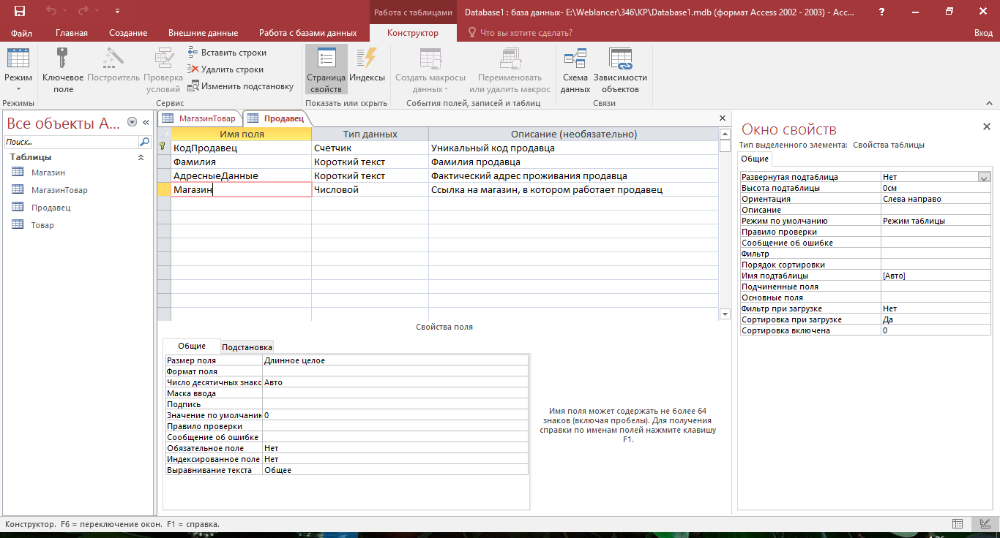 Работа с таблицами
Database1 : база данных- E:\Weblancer\346\КР\Database1.mdb (формат Access 2002 - 2003) - Acc...
?
Файл Главная Создание Внешние данные Работа с базами данных Конструктор Что вы хотите сделать? Вход
Режим
Режимы
Ключевое поле
Построитель
Проверка условий
Вставить строки
Удалить строки
Изменить подстановку
Сервис
Страница свойств
Индексы
Показать или скрыть
Создать макросы данных
Переименовать или удалить макрос
События полей, записей и таблиц
Схема данных
Зависимости объектов
Связи
Все объекты A...
Поиск...
Таблицы
Магазин
МагазинТовар
Продавец
Товар
МагазинТовар Продавец
Имя поля Тип данных Описание (необязательно)
КодПродавец Счетчик Уникальный код продавца
Фамилия Короткий текст Фамилия продавца
АдресныеДанные Короткий текст Фактический адрес проживания продавца
Магазин Числовой Ссылка на магазин, в котором работает продавец
Свойства поля
Общие Подстановка
Размер поля Длинное целое
Формат поля
Число десятичных знако Авто
Маска ввода
Подпись
Значение по умолчанию 0
Правило проверки
Сообщение об ошибке
Обязательное поле Нет
Индексированное поле Нет
Выравнивание текста Общее
Имя поля может содержать не более 64
знаков (включая пробелы). Для получения
справки по именам полей нажмите клавишу
F1.
Окно свойств
Тип выделенного элемента: Свойства таблицы
Общие
Развернутая подтаблица Нет
Высота подтаблицы 0см
Ориентация Слева направо
Описание
Режим по умолчанию Режим таблицы
Правило проверки
Сообщение об ошибке
Фильтр
Порядок сортировки
Имя подтаблицы [Авто]
Подчиненные поля
Основные поля
Фильтр при загрузке Нет
Сортировка при загрузке Да
Сортировка включена 0
Конструктор. F6 = переключение окон. F1 = справка.